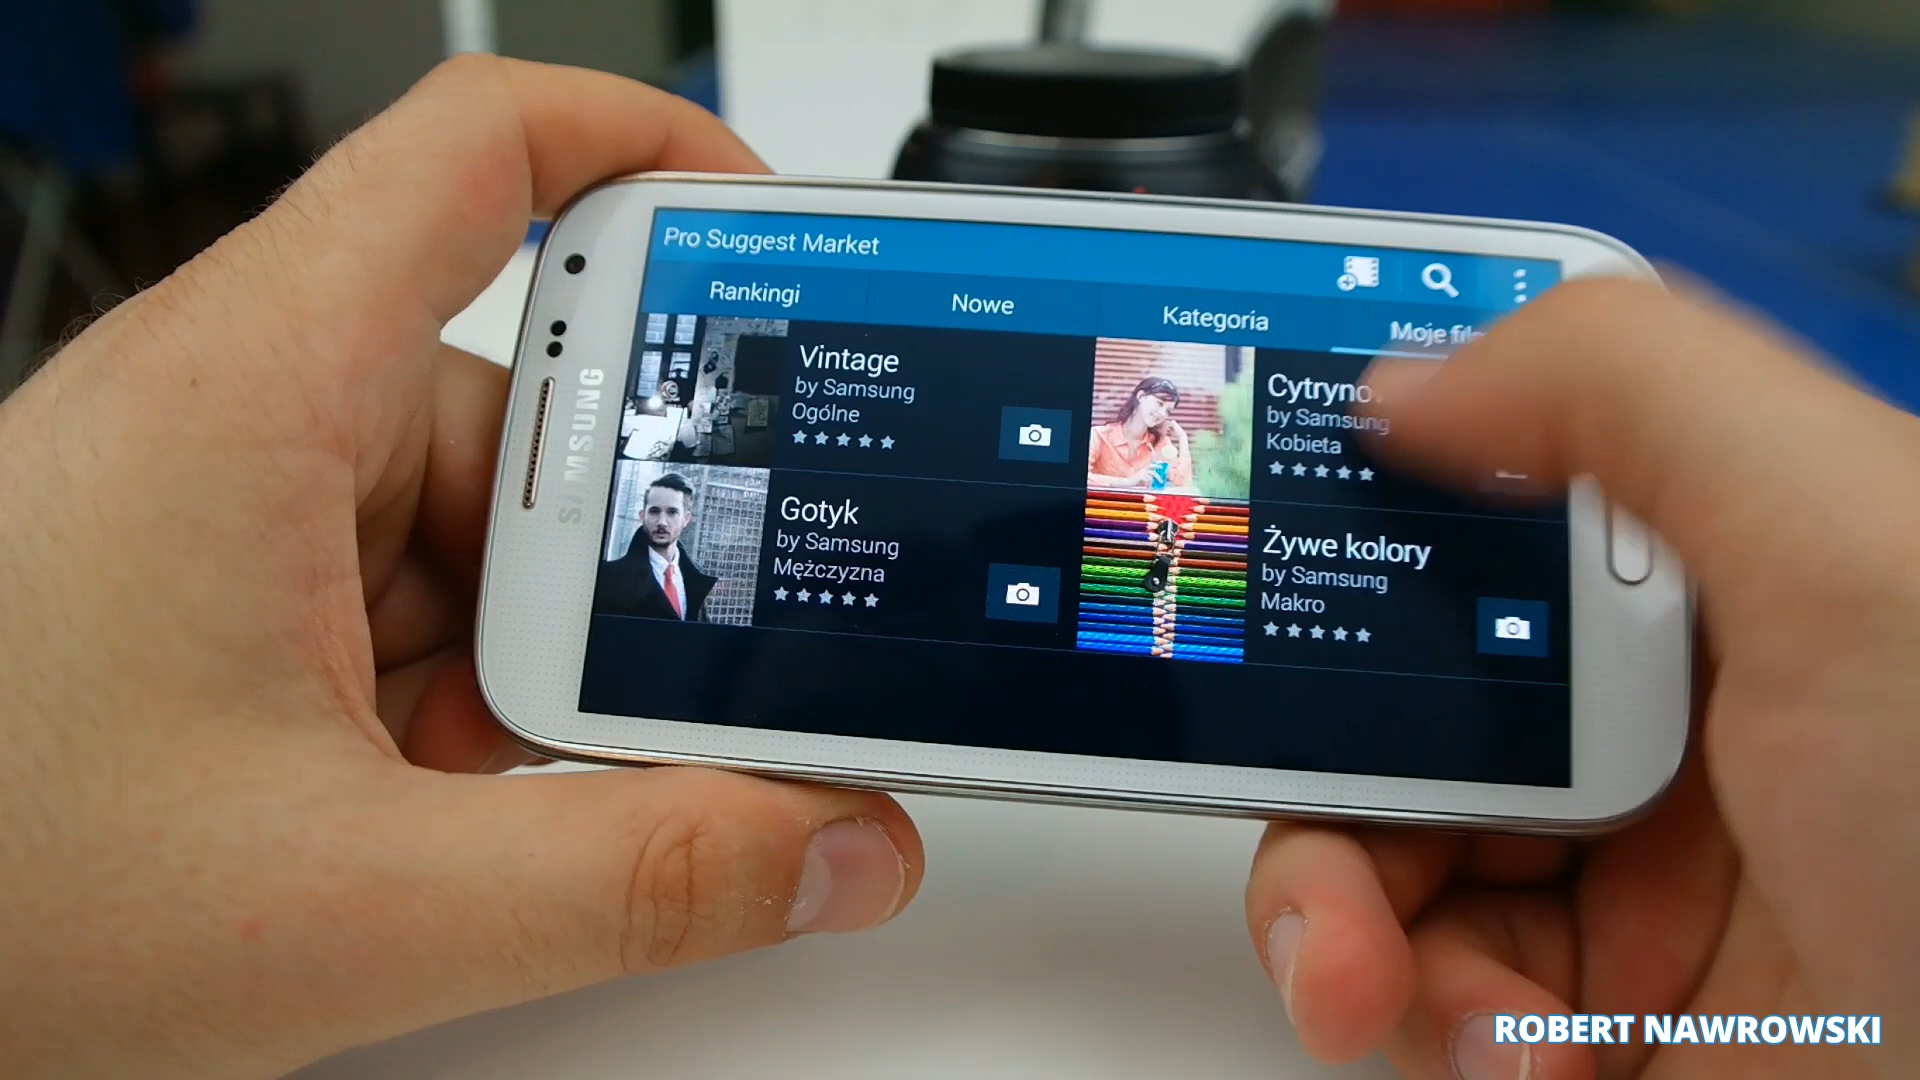 Pro Suggest Market
Rankingi
Nowe
Kategoria
Moje
Vintage
by Samsung
Ogólne
Gotyk
by Samsung
Mężczyzna
by Samsung
Kobieta
Żywe kolory
by Samsung
Makro
SAMSUNG
ROBERT NAWROWSKI